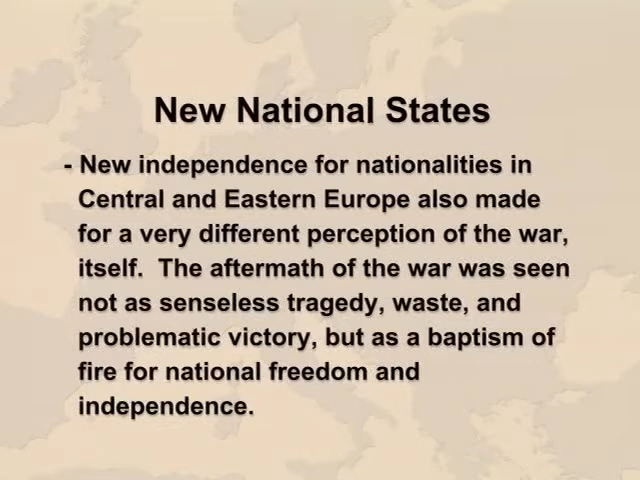 New National States
- New independence for nationalities in
Central and Eastern Europe also made
for a very different perception of the war,
itself.  The aftermath of the war was seen
not as senseless tragedy, waste, and
problematic victory, but as a baptism of
fire for national freedom and
independence.